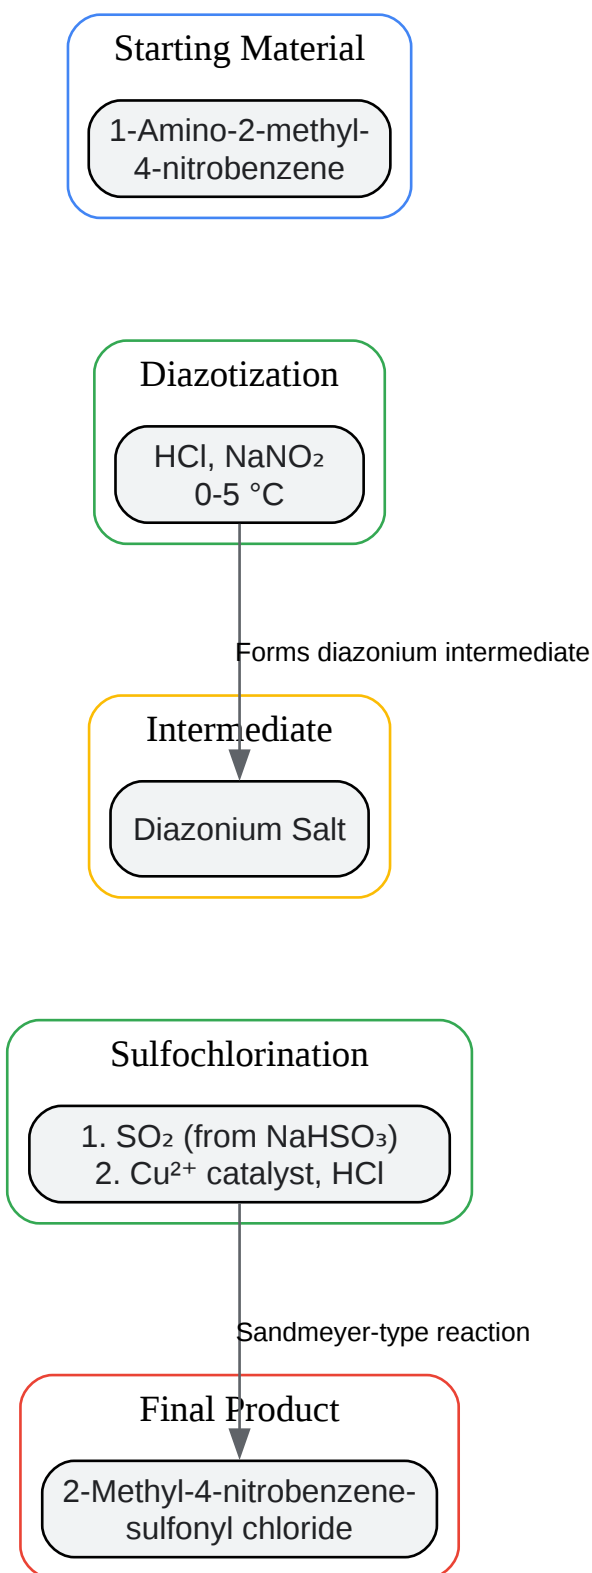 Starting Material
1-Amino-2-methyl-
4-nitrobenzene
Diazotization
HCl, NaNO₂
0-5 °C
Forms diazonium intermediate
Intermediate
Diazonium Salt
Sulfochlorination
1. SO₂ (from NaHSO₃)
2. Cu²⁺ catalyst, HCl
Sandmeyer-type reaction
Final Product
2-Methyl-4-nitrobenzene-
sulfonyl chloride